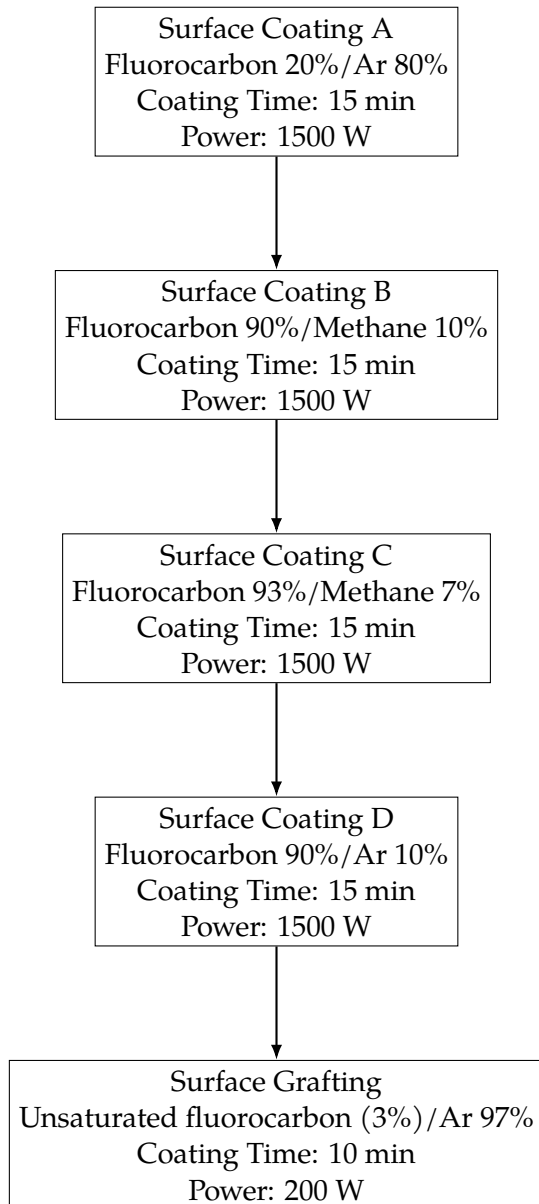 Surface Coating A
Fluorocarbon 20%/Ar 80%
Coating Time: 15 min
Power: 1500 W
Surface Coating B
Fluorocarbon 90%/Methane 10%
Coating Time: 15 min
Power: 1500 W
Surface Coating C
Fluorocarbon 93%/Methane 7%
Coating Time: 15 min
Power: 1500 W
Surface Coating D
Fluorocarbon 90%/Ar 10%
Coating Time: 15 min
Power: 1500 W
Surface Grafting
Unsaturated fluorocarbon (3%)/Ar 97%
Coating Time: 10 min
Power: 200 W